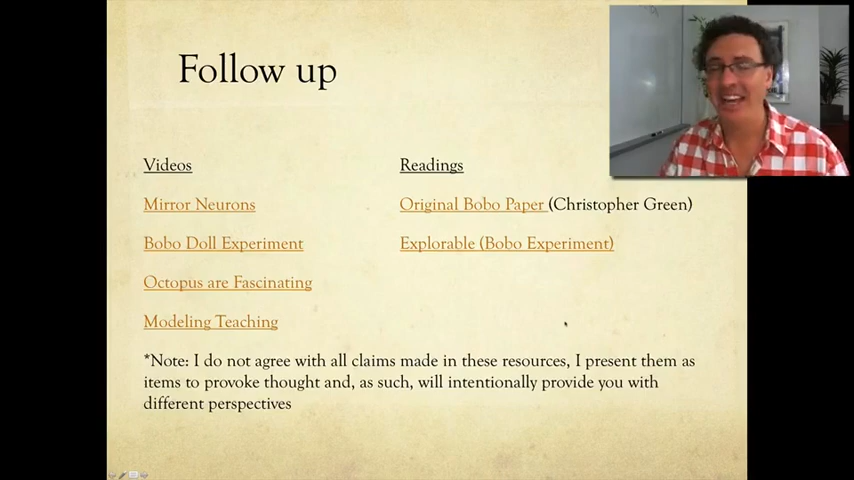 Follow up
Videos
Mirror Neurons
Bobo Doll Experiment
Octopus are Fascinating
Modeling Teaching
Readings
Original Bobo Paper (Christopher Green)
Explorable (Bobo Experiment)
*Note: I do not agree with all claims made in these resources, I present them as
items to provoke thought and, as such, will intentionally provide you with
different perspectives